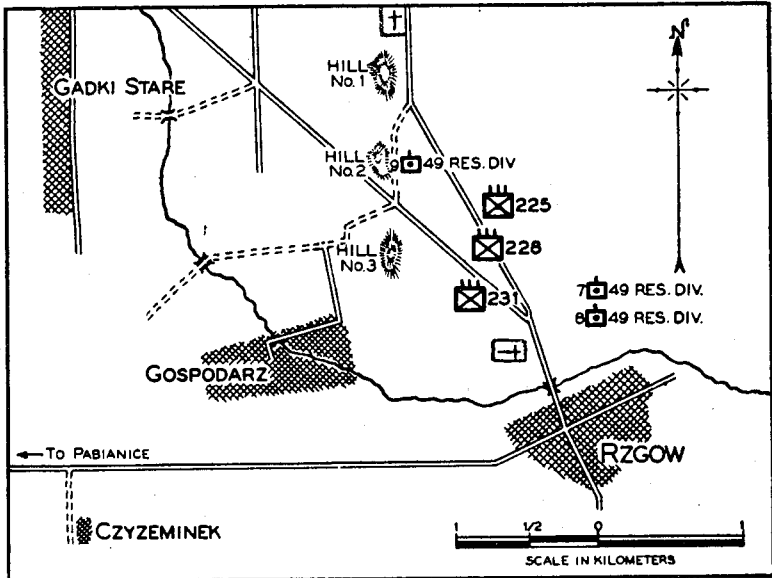 N
HILL
No. 1
GADKI STARE
HILL
No. 2
9 49 RES. DIV
225
228
HILL
No. 3
231
7 49 RES. DIV.
8 49 RES. DIV.
GOSPODARZ
RZGOW
← TO PABIANICE
CZYZEMINEK
1 1/2 0 1
SCALE IN KILOMETERS